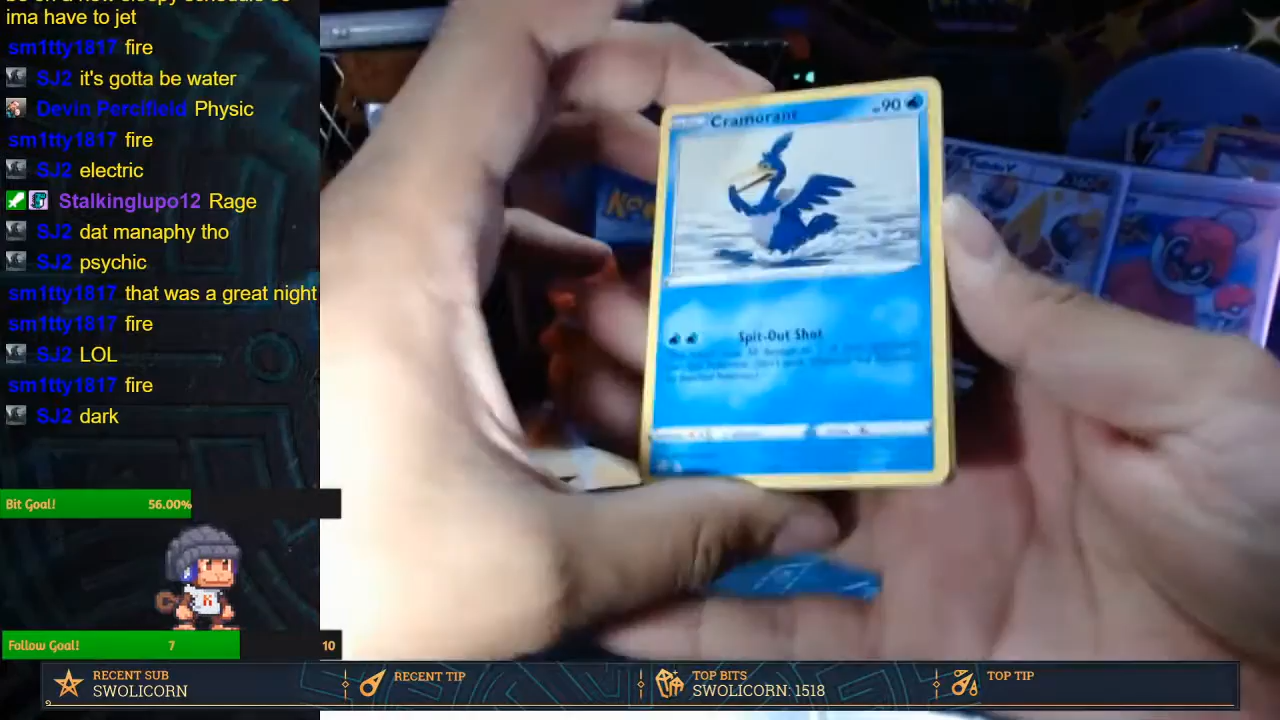 ima have to jet
sm1tty1817 fire
SJ2 it's gotta be water
Devin Percifield Physic
sm1tty1817 fire
SJ2 electric
Stalkinglupo12 Rage
SJ2 dat manaphy tho
SJ2 psychic
sm1tty1817 that was a great night
sm1tty1817 fire
SJ2 LOL
sm1tty1817 fire
SJ2 dark
Bit Goal! 56.00%
Follow Goal! 7 10
Cramorant 90
Spit-Out Shot
RECENT SUB
SWOLICORN
RECENT TIP
TOP BITS
SWOLICORN: 1518
TOP TIP